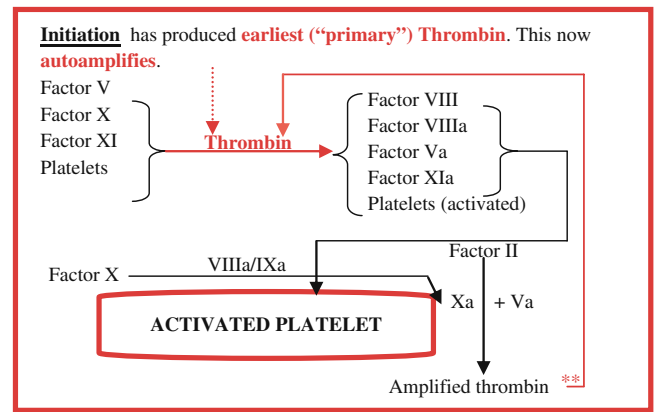 Initiation has produced earliest (“primary”) Thrombin. This now
autoamplifies.
Factor V
Factor X
Factor XI
Platelets
Thrombin
Factor VIII
Factor VIIIa
Factor Va
Factor XIa
Platelets (activated)
Factor II
Factor X
VIIIa/IXa
Xa + Va
ACTIVATED PLATELET
Amplified thrombin **